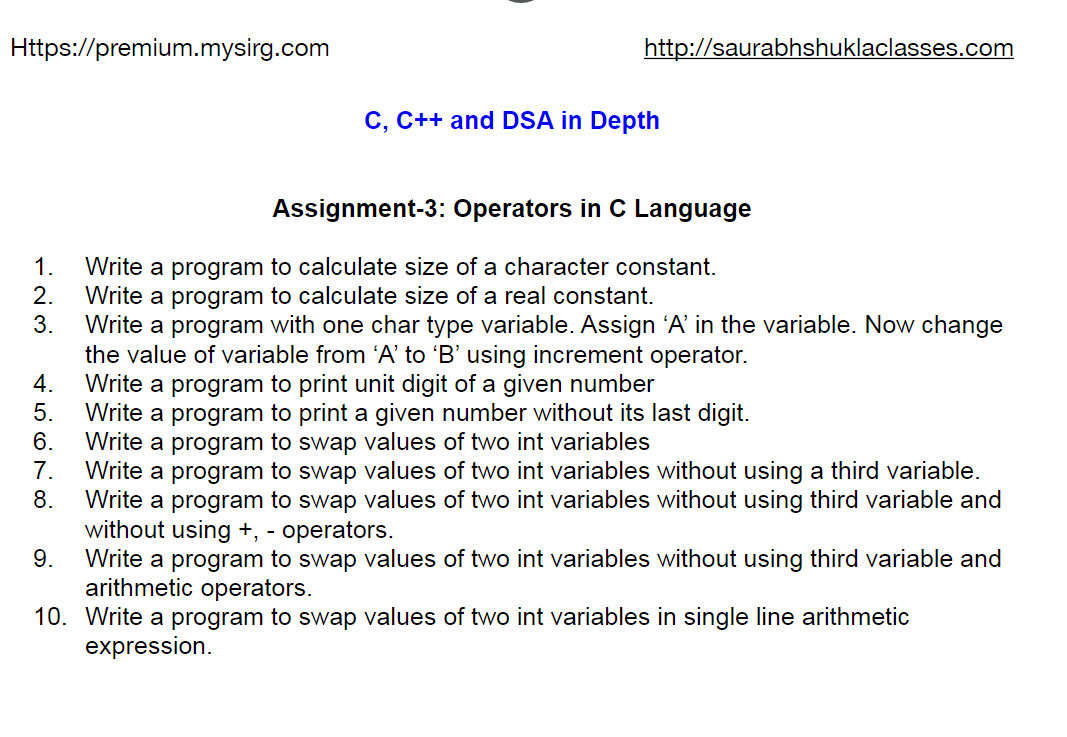 Https://premium.mysirg.com http://saurabhshuklaclasses.com
C, C++ and DSA in Depth
Assignment-3: Operators in C Language
1. Write a program to calculate size of a character constant.
2. Write a program to calculate size of a real constant.
3. Write a program with one char type variable. Assign ‘A’ in the variable. Now change
the value of variable from ‘A’ to ‘B’ using increment operator.
4. Write a program to print unit digit of a given number
5. Write a program to print a given number without its last digit.
6. Write a program to swap values of two int variables
7. Write a program to swap values of two int variables without using a third variable.
8. Write a program to swap values of two int variables without using third variable and
without using +, - operators.
9. Write a program to swap values of two int variables without using third variable and
arithmetic operators.
10. Write a program to swap values of two int variables in single line arithmetic
expression.